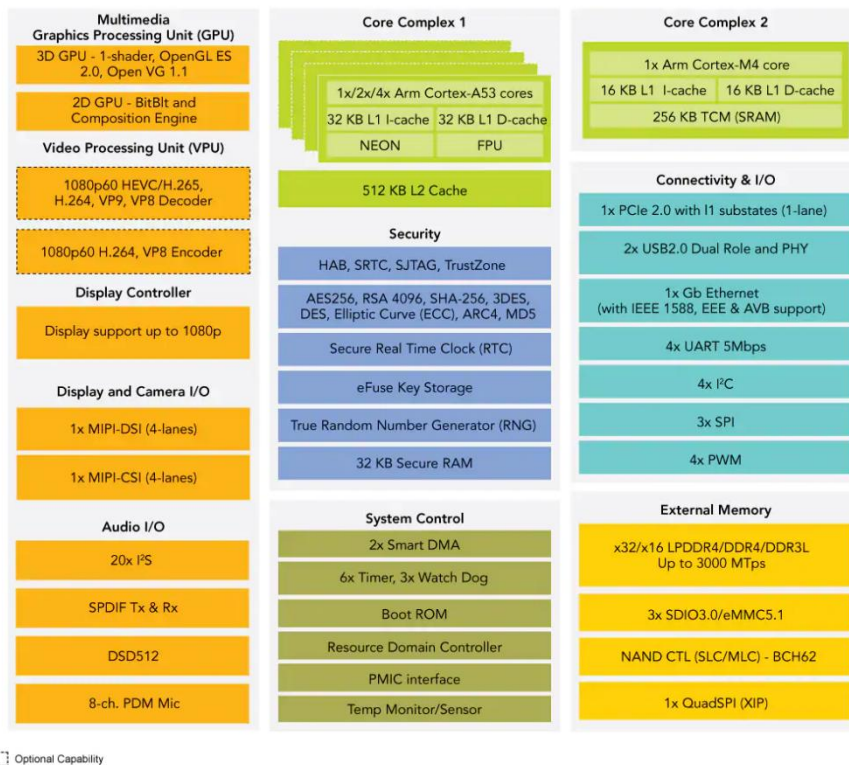 Multimedia
Graphics Processing Unit (GPU)
3D GPU - 1-shader, OpenGL ES
2.0, Open VG 1.1
2D GPU - BitBlt and
Composition Engine
Video Processing Unit (VPU)
1080p60 HEVC/H.265,
H.264, VP9, VP8 Decoder
1080p60 H.264, VP8 Encoder
Display Controller
Display support up to 1080p
Display and Camera I/O
1x MIPI-DSI (4-lanes)
1x MIPI-CSI (4-lanes)
Audio I/O
20x I²S
SPDIF Tx & Rx
DSD512
8-ch. PDM Mic
Core Complex 1
1x/2x/4x Arm Cortex-A53 cores
32 KB L1 I-cache
32 KB L1 D-cache
NEON
FPU
512 KB L2 Cache
Security
HAB, SRTC, SJTAG, TrustZone
AES256, RSA 4096, SHA-256, 3DES,
DES, Elliptic Curve (ECC), ARC4, MD5
Secure Real Time Clock (RTC)
eFuse Key Storage
True Random Number Generator (RNG)
32 KB Secure RAM
System Control
2x Smart DMA
6x Timer, 3x Watch Dog
Boot ROM
Resource Domain Controller
PMIC interface
Temp Monitor/Sensor
Core Complex 2
1x Arm Cortex-M4 core
16 KB L1 I-cache
16 KB L1 D-cache
256 KB TCM (SRAM)
Connectivity & I/O
1x PCIe 2.0 with l1 substates (1-lane)
2x USB2.0 Dual Role and PHY
1x Gb Ethernet
(with IEEE 1588, EEE & AVB support)
4x UART 5Mbps
4x I²C
3x SPI
4x PWM
External Memory
x32/x16 LPDDR4/DDR4/DDR3L
Up to 3000 MTps
3x SDIO3.0/eMMC5.1
NAND CTL (SLC/MLC) - BCH62
1x QuadSPI (XIP)
Optional Capability